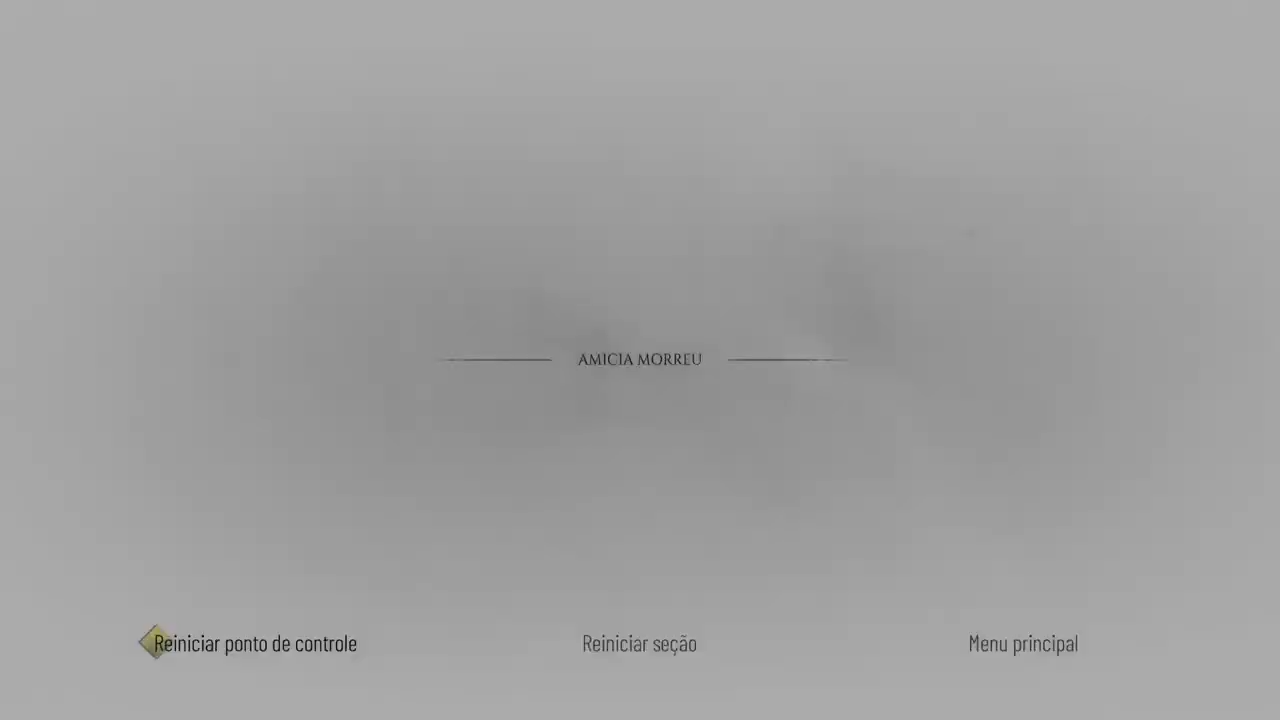 AMICIA MORREU
Reiniciar ponto de controle
Reiniciar seção
Menu principal